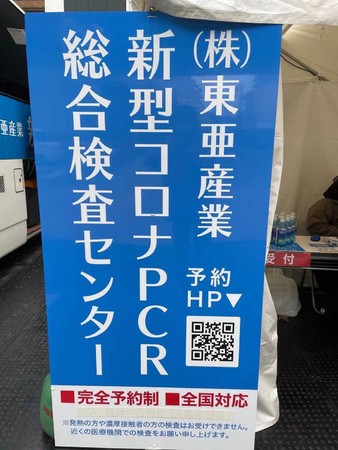 (株)東亜産業
新型コロナPCR
総合検査センター
予約
HP▼
■完全予約制 ■全国対応
※発熱の方や濃厚接触者の方の検査はお受けできません。
近くの医療機関での検査をお願い申し上げます。
亜産業
受付